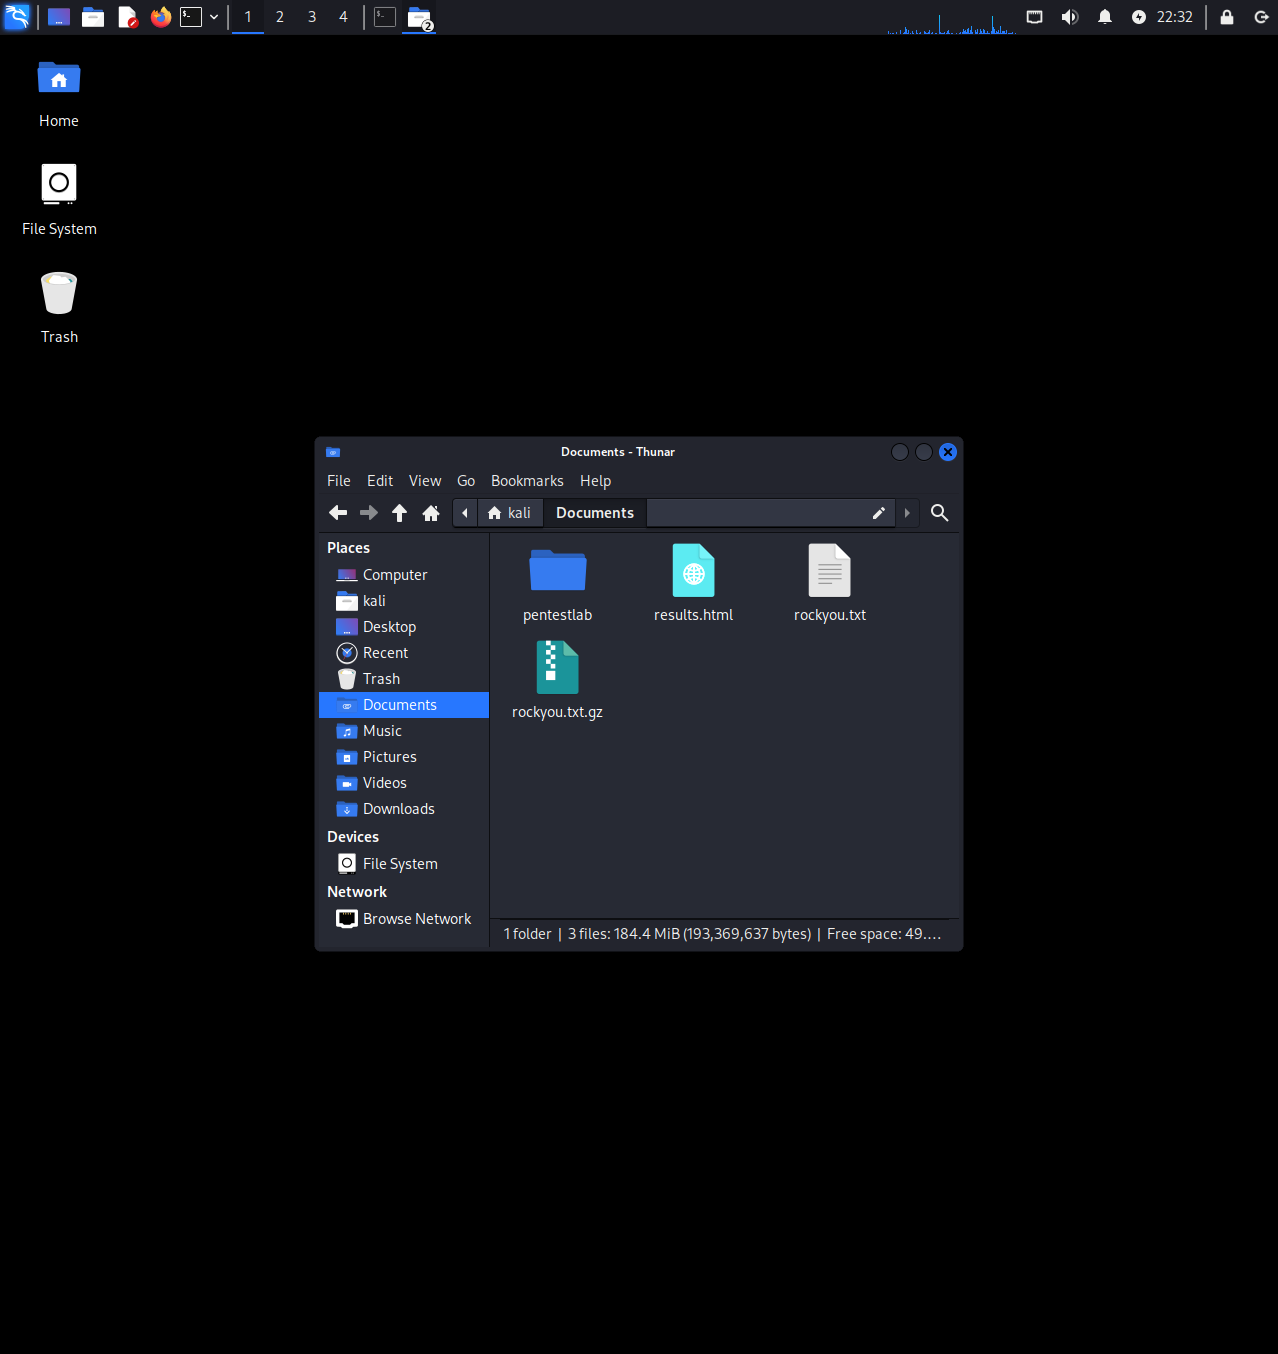 1 2 3 4
2
22:32
Home
File System
Trash
Documents - Thunar
File Edit View Go Bookmarks Help
kali Documents
Places
Computer
kali
Desktop
Recent
Trash
Documents
Music
Pictures
Videos
Downloads
Devices
File System
Network
Browse Network
pentestlab results.html rockyou.txt
rockyou.txt.gz
1 folder | 3 files: 184.4 MiB (193,369,637 bytes) | Free space: 49....